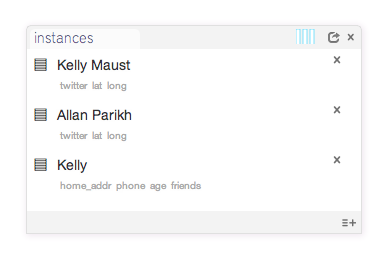 instances
Kelly Maust
twitter lat long
Allan Parikh
twitter lat long
Kelly
home_addr phone age friends